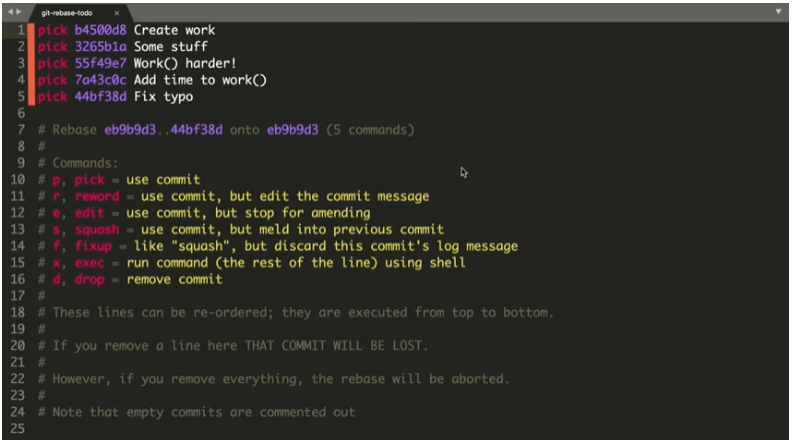 git-rebase-todo ×
1 pick b4500d8 Create work
2 pick 3265b1a Some stuff
3 pick 55f49e7 Work() harder!
4 pick 7a43c0c Add time to work()
5 pick 44bf38d Fix typo
6
7 # Rebase eb9b9d3..44bf38d onto eb9b9d3 (5 commands)
8 #
9 # Commands:
10 # p, pick = use commit
11 # r, reword = use commit, but edit the commit message
12 # e, edit = use commit, but stop for amending
13 # s, squash = use commit, but meld into previous commit
14 # f, fixup = like "squash", but discard this commit's log message
15 # x, exec = run command (the rest of the line) using shell
16 # d, drop = remove commit
17 #
18 # These lines can be re-ordered; they are executed from top to bottom.
19 #
20 # If you remove a line here THAT COMMIT WILL BE LOST.
21 #
22 # However, if you remove everything, the rebase will be aborted.
23 #
24 # Note that empty commits are commented out
25